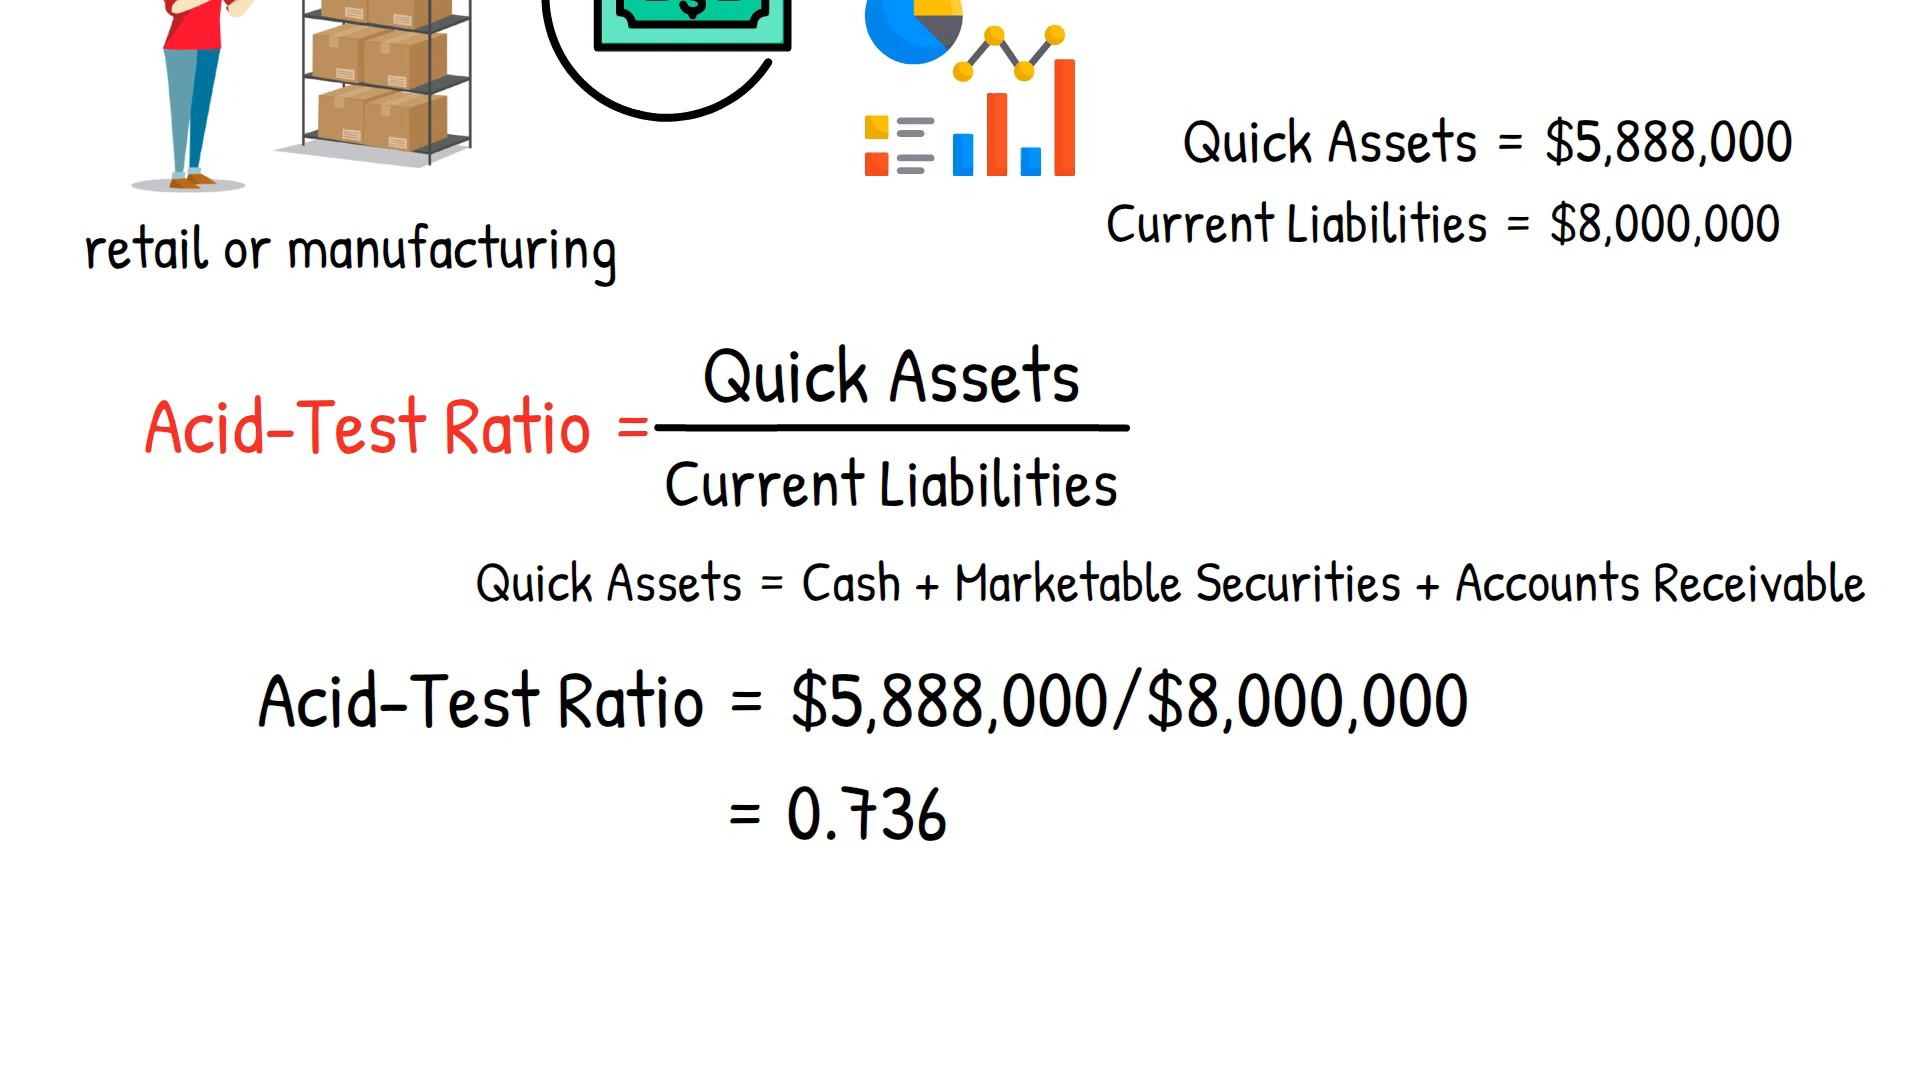 $
Quick Assets = $5,888,000
Current Liabilities = $8,000,000
retail or manufacturing
Quick Assets
Acid-Test Ratio =
Current Liabilities
Quick Assets = Cash + Marketable Securities + Accounts Receivable
Acid-Test Ratio = $5,888,000/$8,000,000
= 0.736